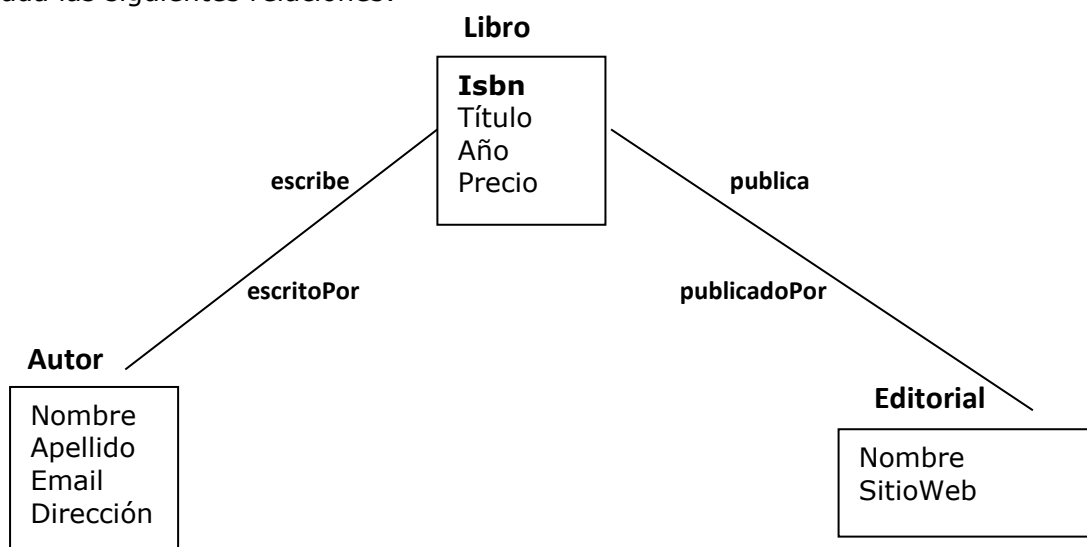 las siguientes relaciones:
Libro
Isbn
Título
Año
Precio
escribe
publica
escritoPor
publicadoPor
Autor
Nombre
Apellido
Email
Dirección
Editorial
Nombre
SitioWeb